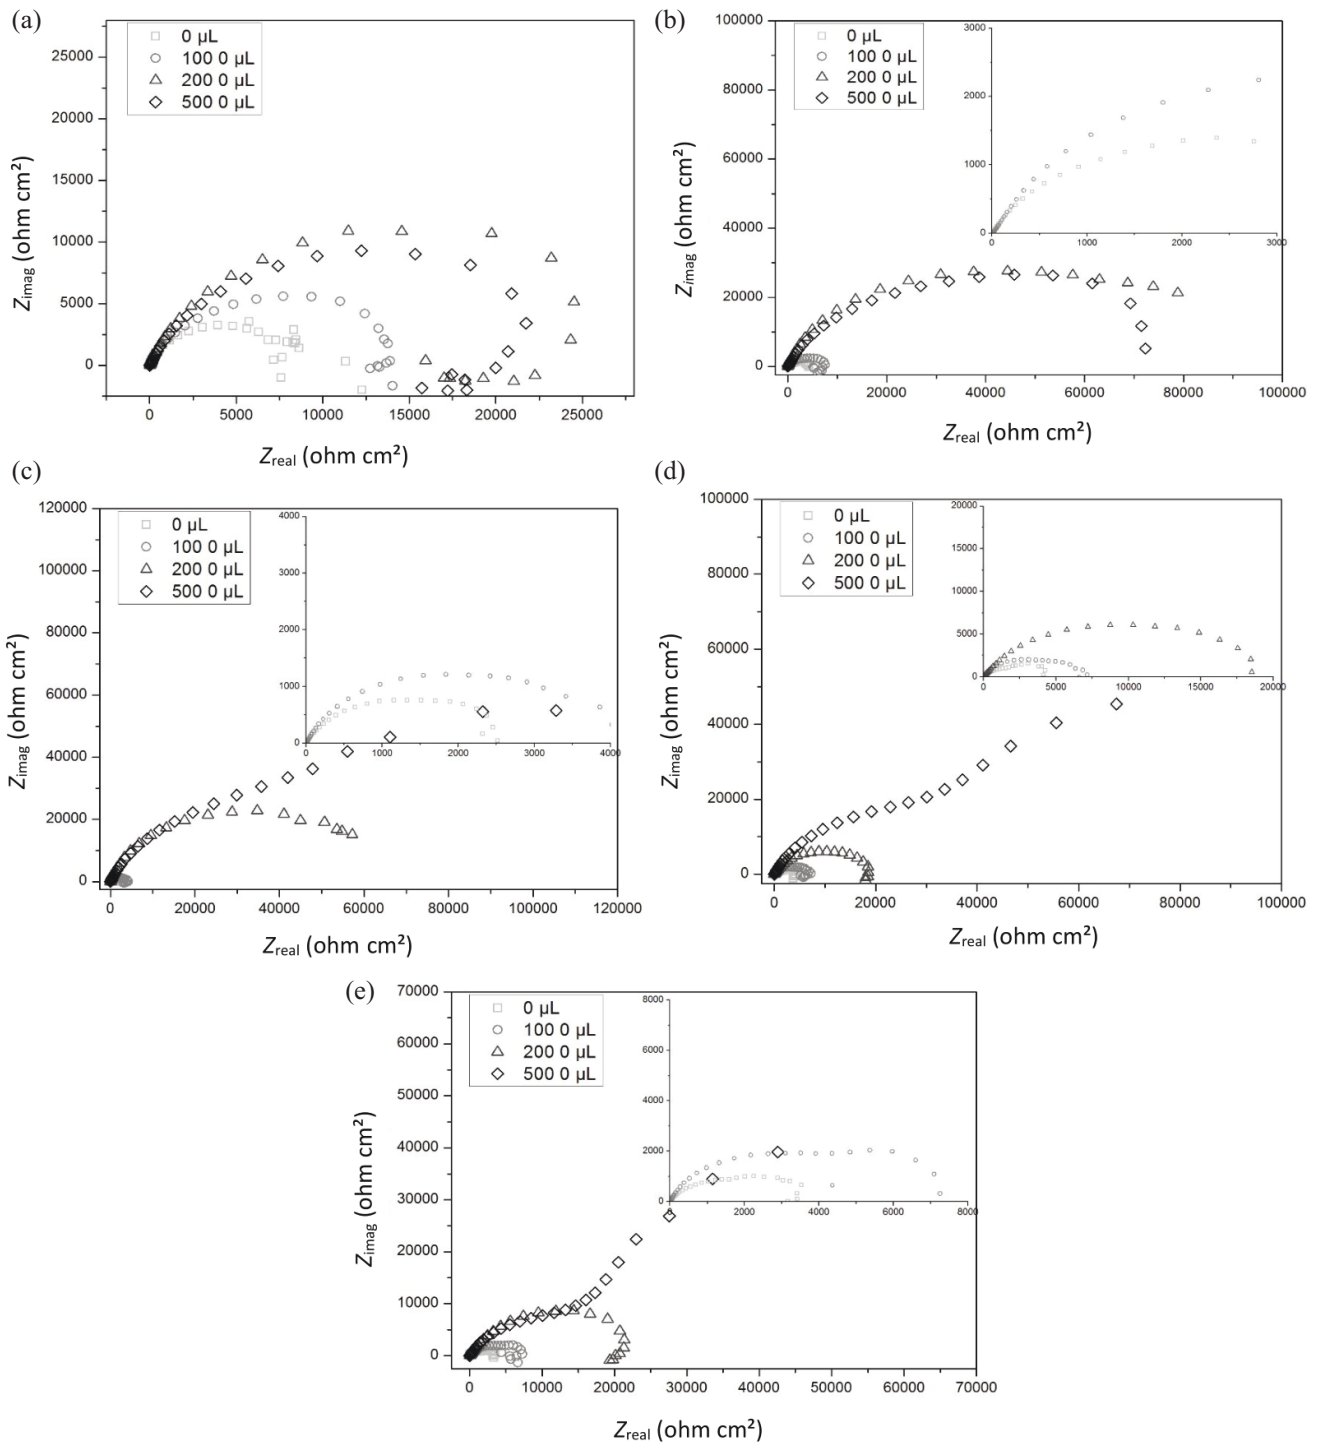 (a)
0 µL
100 0 µL
200 0 µL
500 0 µL
25000
20000
15000
10000
5000
0
0 5000 10000 15000 20000 25000
Zimag (ohm cm²)
Zreal (ohm cm²)
(b)
0 µL
100 0 µL
200 0 µL
500 0 µL
100000
80000
60000
40000
20000
0
0 20000 40000 60000 80000 100000
3000
2000
1000
0
0 1000 2000 3000
Zimag (ohm cm²)
Zreal (ohm cm²)
(c)
0 µL
100 0 µL
200 0 µL
500 0 µL
120000
100000
80000
60000
40000
20000
0
0 20000 40000 60000 80000 100000 120000
4000
3000
2000
1000
0
0 1000 2000 3000 4000
Zimag (ohm cm²)
Zreal (ohm cm²)
(d)
0 µL
100 0 µL
200 0 µL
500 0 µL
100000
80000
60000
40000
20000
0
0 20000 40000 60000 80000 100000
20000
15000
10000
5000
0
0 5000 10000 15000 20000
Zimag (ohm cm²)
Zreal (ohm cm²)
(e)
0 µL
100 0 µL
200 0 µL
500 0 µL
70000
60000
50000
40000
30000
20000
10000
0
0 10000 20000 30000 40000 50000 60000 70000
8000
6000
4000
2000
0
0 2000 4000 6000 8000
Zimag (ohm cm²)
Zreal (ohm cm²)